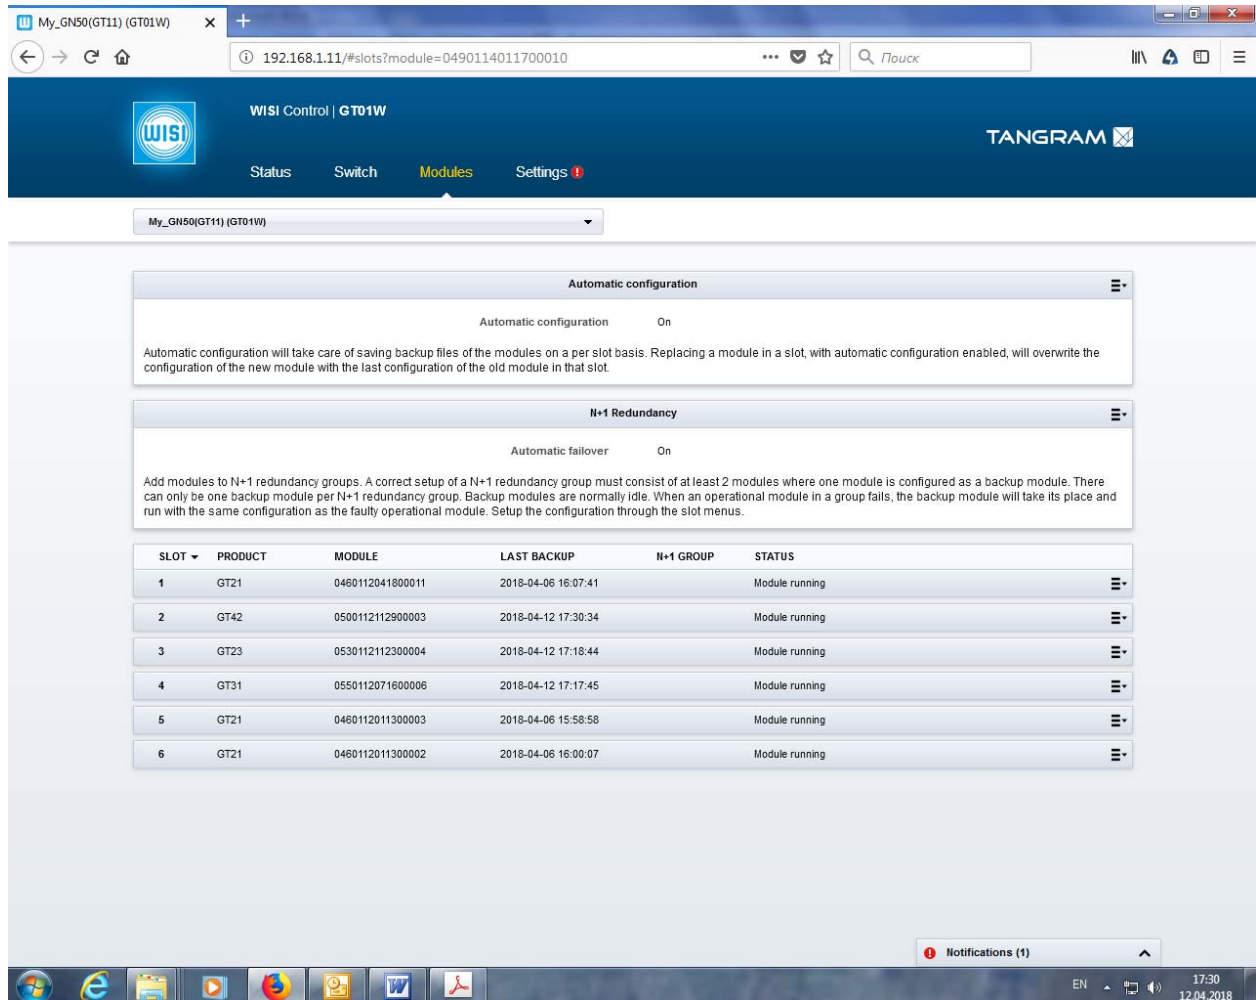 My_GN50(GT11) (GT01W)
192.168.1.11/#slots?module=0490114011700010
Поиск
WISI
WISI Control | GT01W
TANGRAM
Status Switch Modules Settings
My_GN50(GT11) (GT01W)
Automatic configuration
Automatic configuration On
Automatic configuration will take care of saving backup files of the modules on a per slot basis. Replacing a module in a slot, with automatic configuration enabled, will overwrite the
configuration of the new module with the last configuration of the old module in that slot.
N+1 Redundancy
Automatic failover On
Add modules to N+1 redundancy groups. A correct setup of a N+1 redundancy group must consist of at least 2 modules where one module is configured as a backup module. There
can only be one backup module per N+1 redundancy group. Backup modules are normally idle. When an operational module in a group fails, the backup module will take its place and
run with the same configuration as the faulty operational module. Setup the configuration through the slot menus.
SLOT PRODUCT MODULE LAST BACKUP N+1 GROUP STATUS
1 GT21 0460112041800011 2018-04-06 16:07:41 Module running
2 GT42 0500112112900003 2018-04-12 17:30:34 Module running
3 GT23 0530112112300004 2018-04-12 17:18:44 Module running
4 GT31 0550112071600006 2018-04-12 17:17:45 Module running
5 GT21 0460112011300003 2018-04-06 15:58:58 Module running
6 GT21 0460112011300002 2018-04-06 16:00:07 Module running
Notifications (1)
EN 17:30
12.04.2018